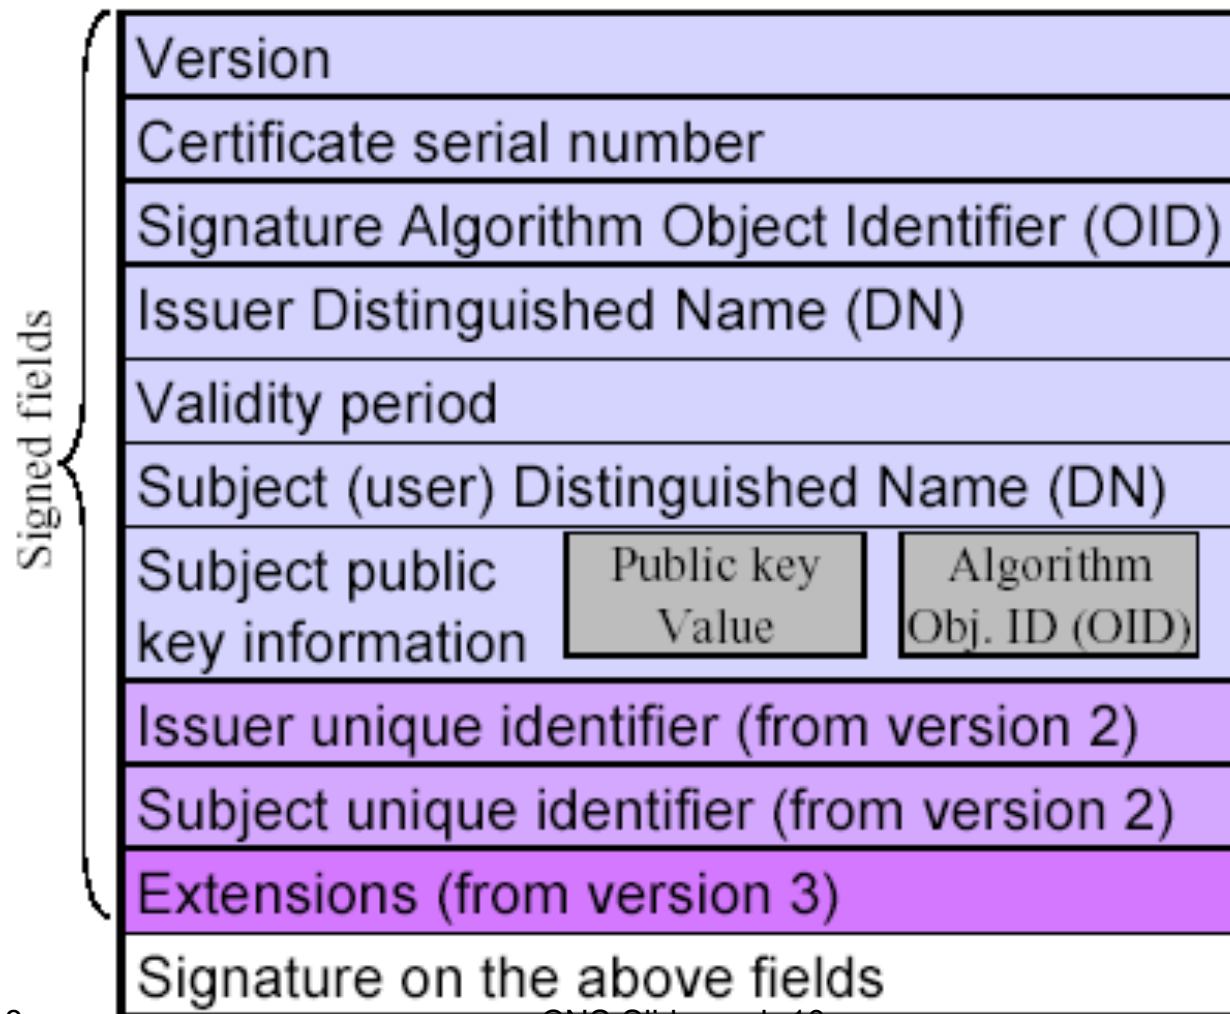 Signed fields
Version
Certificate serial number
Signature Algorithm Object Identifier (OID)
Issuer Distinguished Name (DN)
Validity period
Subject (user) Distinguished Name (DN)
Subject public
key information
Public key
Value
Algorithm
Obj. ID (OID)
Issuer unique identifier (from version 2)
Subject unique identifier (from version 2)
Extensions (from version 3)
Signature on the above fields